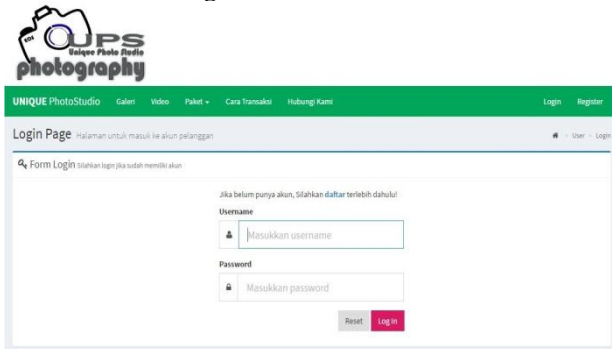 UPS
Unique Photo Studio
photography
UNIQUE PhotoStudio Galeri Video Paket Cara Transaksi Hubungi Kami Login Register
Login Page Halaman untuk masuk ke akun pelanggan - User - Login
Form Login Silahkan login jika sudah memiliki akun
Jika belum punya akun, Silahkan daftar terlebih dahulu!
Username
Masukkan username
Password
Masukkan password
Reset Log In